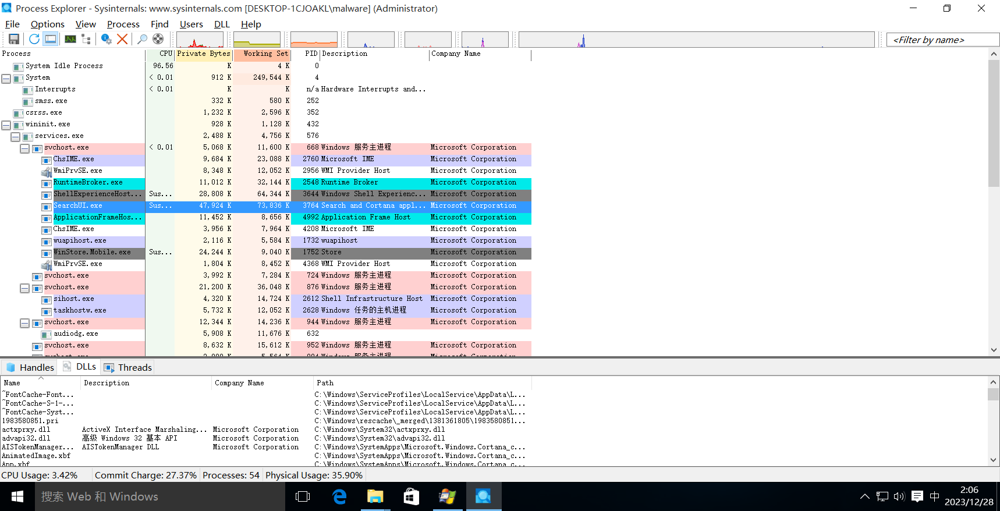 Process Explorer - Sysinternals: www.sysinternals.com [DESKTOP-1CJOAKL\malware] (Administrator)
File Options View Process Find Users DLL Help
<Filter by name>
Process CPU Private Bytes Working Set PID Description Company Name
System Idle Process 96.56 K 4 K 0
System < 0.01 912 K 249,544 K 4
Interrupts < 0.01 K K n/a Hardware Interrupts and...
smss.exe 332 K 580 K 252
csrss.exe 1,232 K 2,596 K 352
wininit.exe 928 K 1,128 K 432
services.exe 2,488 K 4,756 K 576
svchost.exe < 0.01 5,068 K 11,600 K 668 Windows 服务主进程 Microsoft Corporation
ChsIME.exe 9,684 K 23,088 K 2760 Microsoft IME Microsoft Corporation
WmiPrvSE.exe 8,348 K 12,052 K 2956 WMI Provider Host Microsoft Corporation
RuntimeBroker.exe 11,012 K 32,144 K 2548 Runtime Broker Microsoft Corporation
ShellExperienceHost... Sus... 28,808 K 64,344 K 3644 Windows Shell Experienc... Microsoft Corporation
SearchUI.exe Sus... 47,924 K 73,836 K 3764 Search and Cortana appl... Microsoft Corporation
ApplicationFrameHos... 11,452 K 8,656 K 4992 Application Frame Host Microsoft Corporation
ChsIME.exe 3,956 K 7,964 K 4208 Microsoft IME Microsoft Corporation
wuapihost.exe 2,116 K 5,584 K 1732 wuapihost Microsoft Corporation
WinStore.Mobile.exe Sus... 24,244 K 9,040 K 1752 Store Microsoft Corporation
WmiPrvSE.exe 1,804 K 8,452 K 4368 WMI Provider Host Microsoft Corporation
svchost.exe 3,992 K 7,284 K 724 Windows 服务主进程 Microsoft Corporation
svchost.exe 21,200 K 36,048 K 876 Windows 服务主进程 Microsoft Corporation
sihost.exe 4,320 K 14,724 K 2612 Shell Infrastructure Host Microsoft Corporation
taskhostw.exe 5,732 K 12,052 K 2628 Windows 任务的主机进程 Microsoft Corporation
svchost.exe 12,344 K 14,236 K 944 Windows 服务主进程 Microsoft Corporation
audiodg.exe 5,908 K 11,676 K 632
svchost.exe 8,632 K 15,612 K 952 Windows 服务主进程 Microsoft Corporation
Handles DLLs Threads
Name Description Company Name Path
~FontCache-Font... C:\Windows\ServiceProfiles\LocalService\AppData\L...
~FontCache-S-1-... C:\Windows\ServiceProfiles\LocalService\AppData\L...
~FontCache-Syst... C:\Windows\ServiceProfiles\LocalService\AppData\L...
1983580851.pri C:\Windows\rescache\_merged\1381361805\1983580851...
actxprxy.dll ActiveX Interface Marshaling... Microsoft Corporation C:\Windows\System32\actxprxy.dll
advapi32.dll 高级 Windows 32 基本 API Microsoft Corporation C:\Windows\System32\advapi32.dll
AISTokenManager... AISTokenManager DLL Microsoft Corporation C:\Windows\SystemApps\Microsoft.Windows.Cortana_c...
AnimatedImage.xbf C:\Windows\SystemApps\Microsoft.Windows.Cortana_c...
App.xbf C:\Windows\SystemApps\Microsoft.Windows.Cortana_c...
CPU Usage: 3.42% Commit Charge: 27.37% Processes: 54 Physical Usage: 35.90%
搜索 Web 和 Windows
中
2:06
2023/12/28